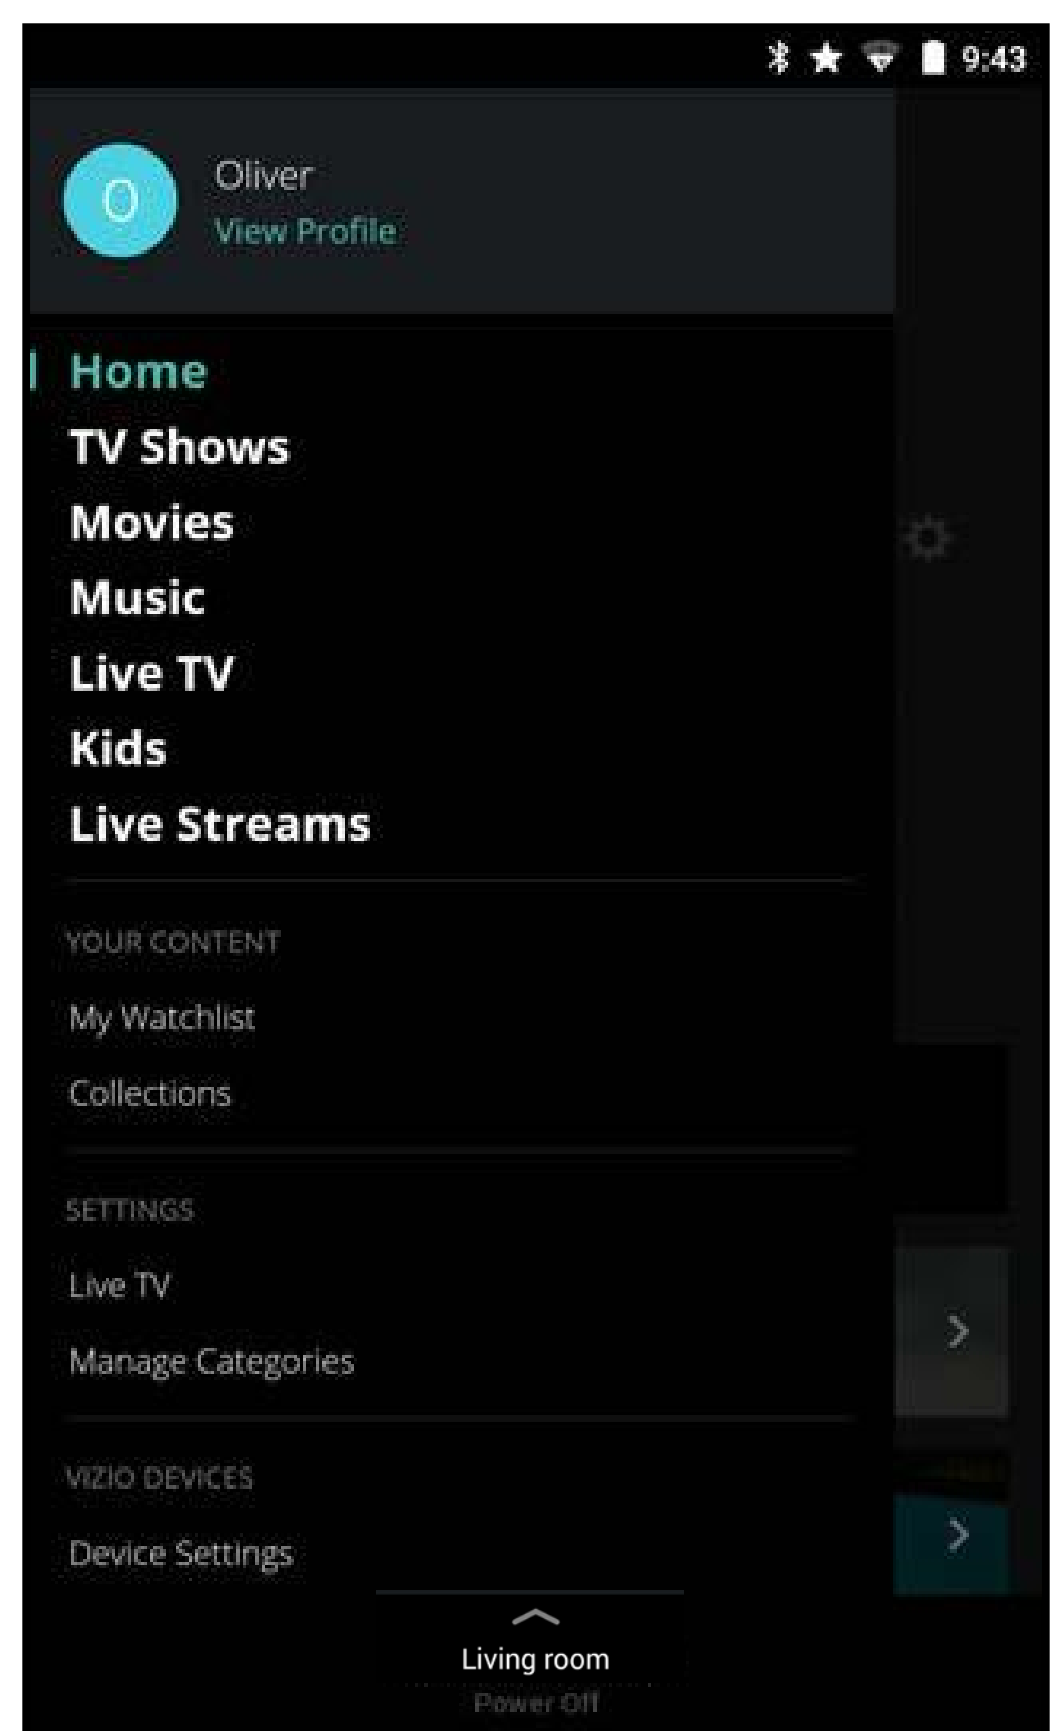 9:43
O
Oliver
View Profile
Home
TV Shows
Movies
Music
Live TV
Kids
Live Streams
YOUR CONTENT
My Watchlist
Collections
SETTINGS
Live TV
Manage Categories
VIZIO DEVICES
Device Settings
Living room
Power Off